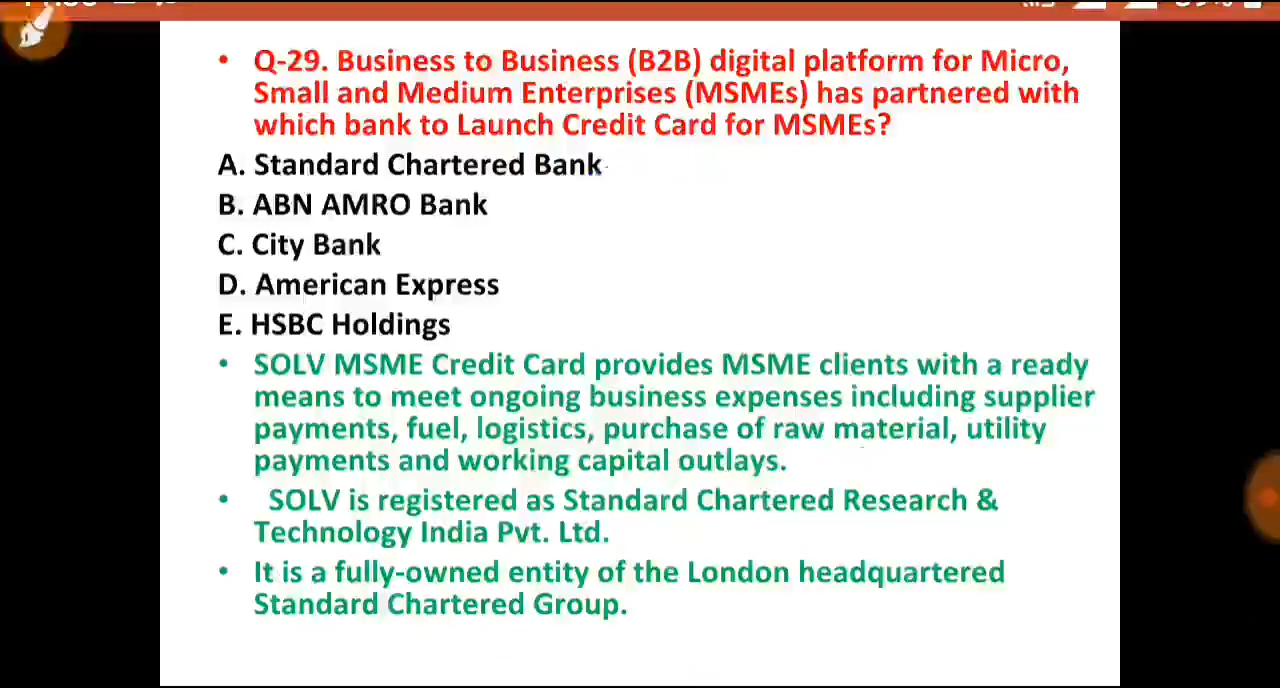 • Q-29. Business to Business (B2B) digital platform for Micro,
Small and Medium Enterprises (MSMEs) has partnered with
which bank to Launch Credit Card for MSMEs?
A. Standard Chartered Bank
B. ABN AMRO Bank
C. City Bank
D. American Express
E. HSBC Holdings
• SOLV MSME Credit Card provides MSME clients with a ready
means to meet ongoing business expenses including supplier
payments, fuel, logistics, purchase of raw material, utility
payments and working capital outlays.
• SOLV is registered as Standard Chartered Research &
Technology India Pvt. Ltd.
• It is a fully-owned entity of the London headquartered
Standard Chartered Group.